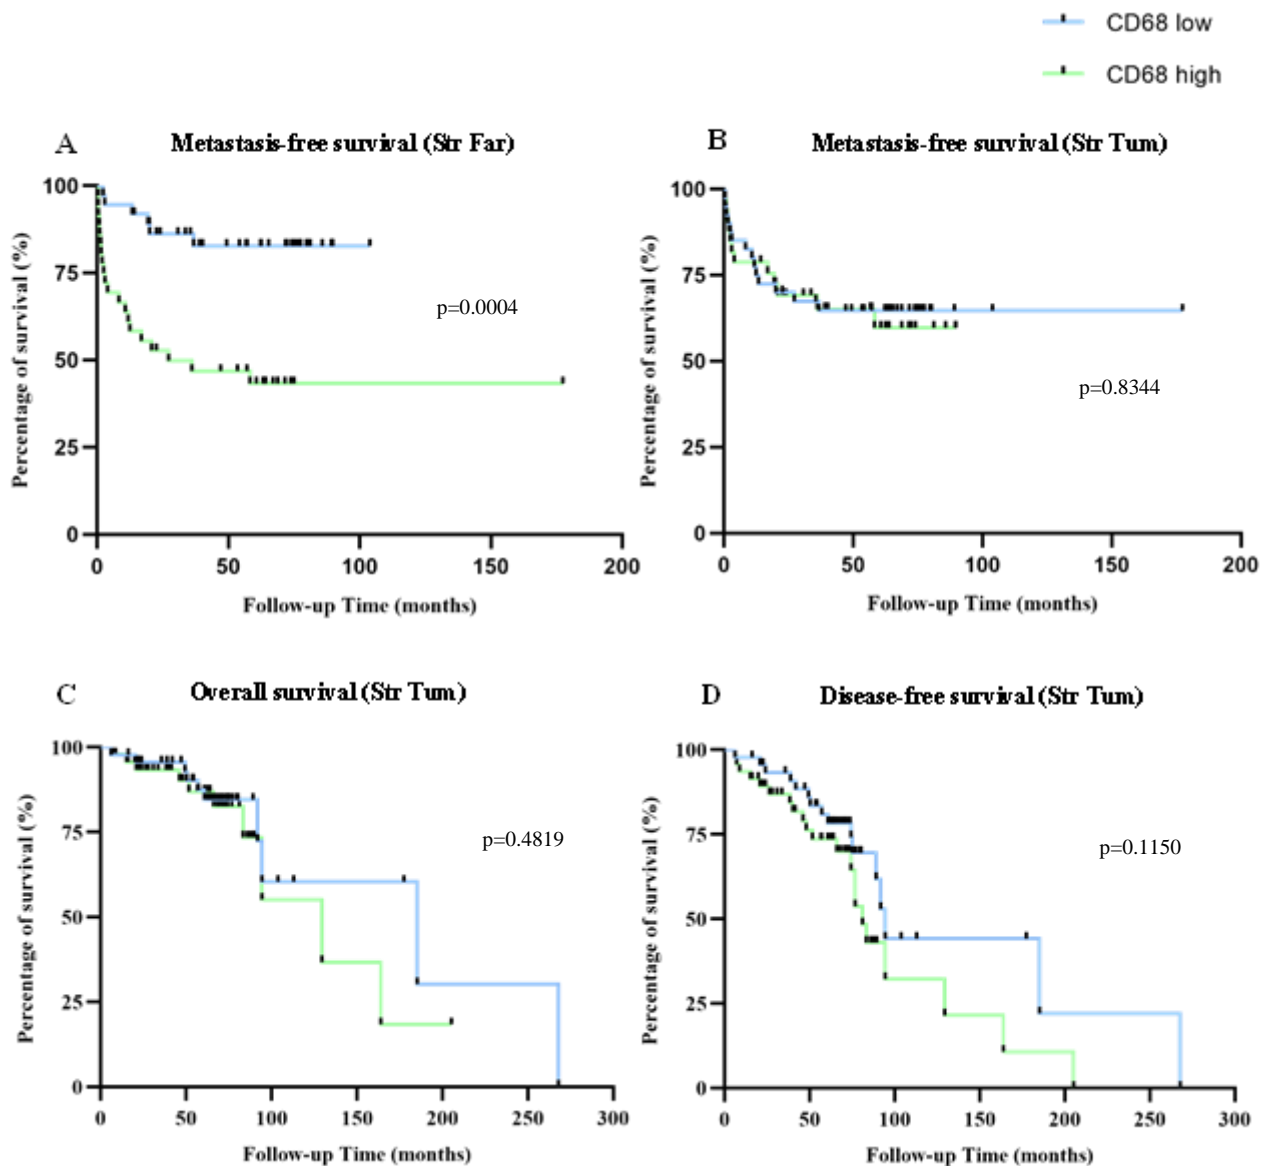 CD68 low
CD68 high
A
Metastasis-free survival (Str Far)
Percentage of survival (%)
100
75
50
25
0
p=0.0004
0 50 100 150 200
Follow-up Time (months)
B
Metastasis-free survival (Str Tum)
Percentage of survival (%)
100
75
50
25
0
p=0.8344
0 50 100 150 200
Follow-up Time (months)
C
Overall survival (Str Tum)
Percentage of survival (%)
100
75
50
25
0
p=0.4819
0 50 100 150 200 250 300
Follow-up Time (months)
D
Disease-free survival (Str Tum)
Percentage of survival (%)
100
75
50
25
0
p=0.1150
0 50 100 150 200 250 300
Follow-up Time (months)